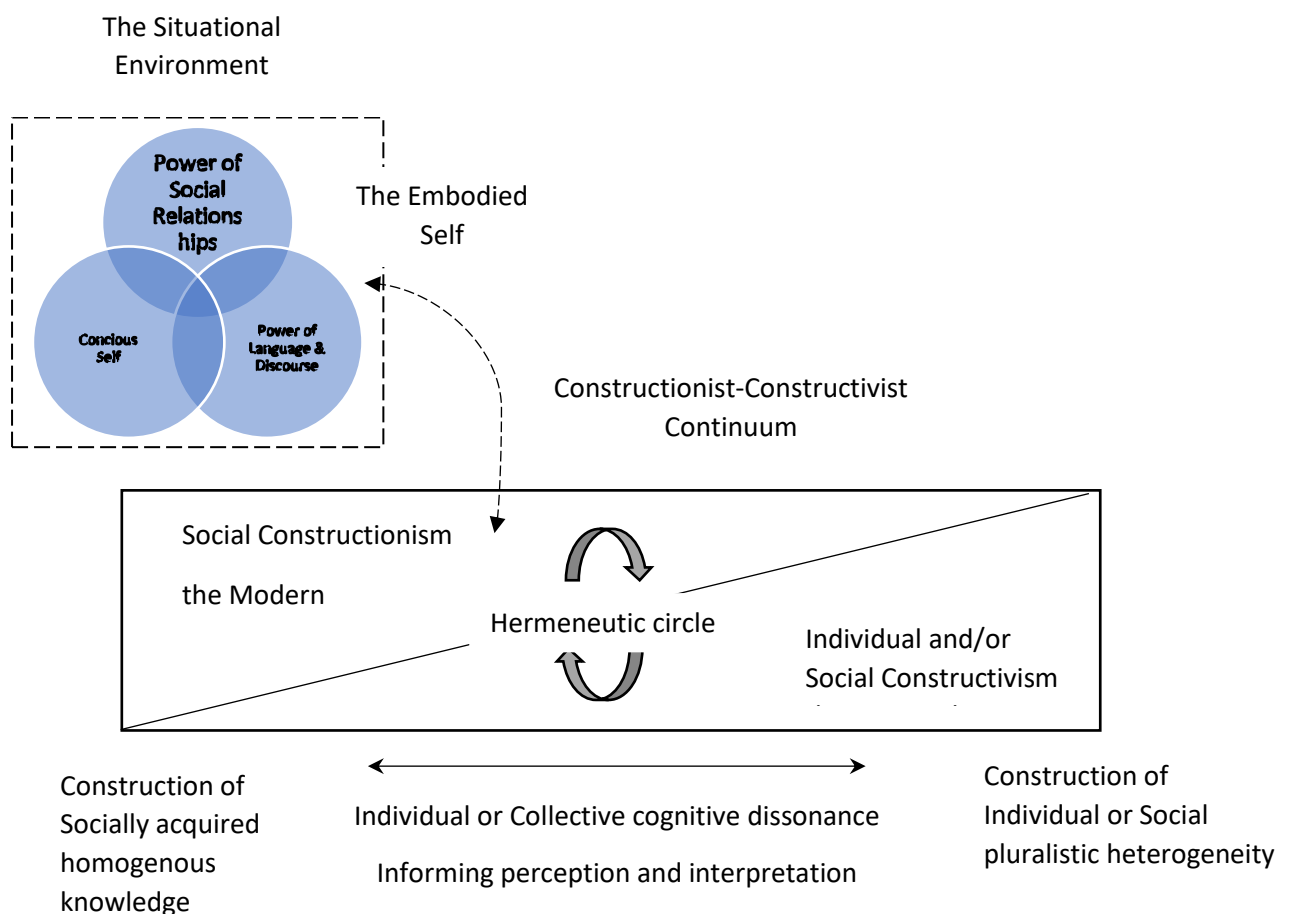 The Situational
Environment
Power of
Social
Relations
hips
Concious
Self
Power of
Language &
Discourse
The Embodied
Self
Constructionist-Constructivist
Continuum
Social Constructionism
the Modern
Hermeneutic circle
Individual and/or
Social Constructivism
Construction of
Socially acquired
homogenous
knowledge
Individual or Collective cognitive dissonance
Informing perception and interpretation
Construction of
Individual or Social
pluralistic heterogeneity